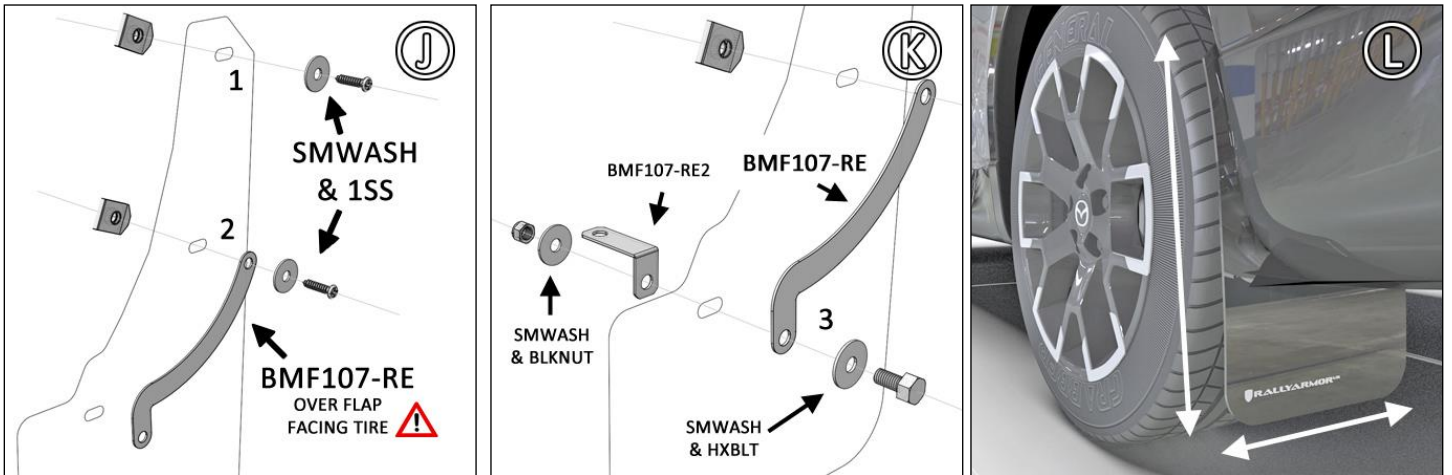 J
1
SMWASH
& 1SS
2
BMF107-RE
OVER FLAP
FACING TIRE
!
K
BMF107-RE2
BMF107-RE
3
SMWASH
& BLKNUT
SMWASH
& HXBLT
L
GENERAL
RALLYARMOR